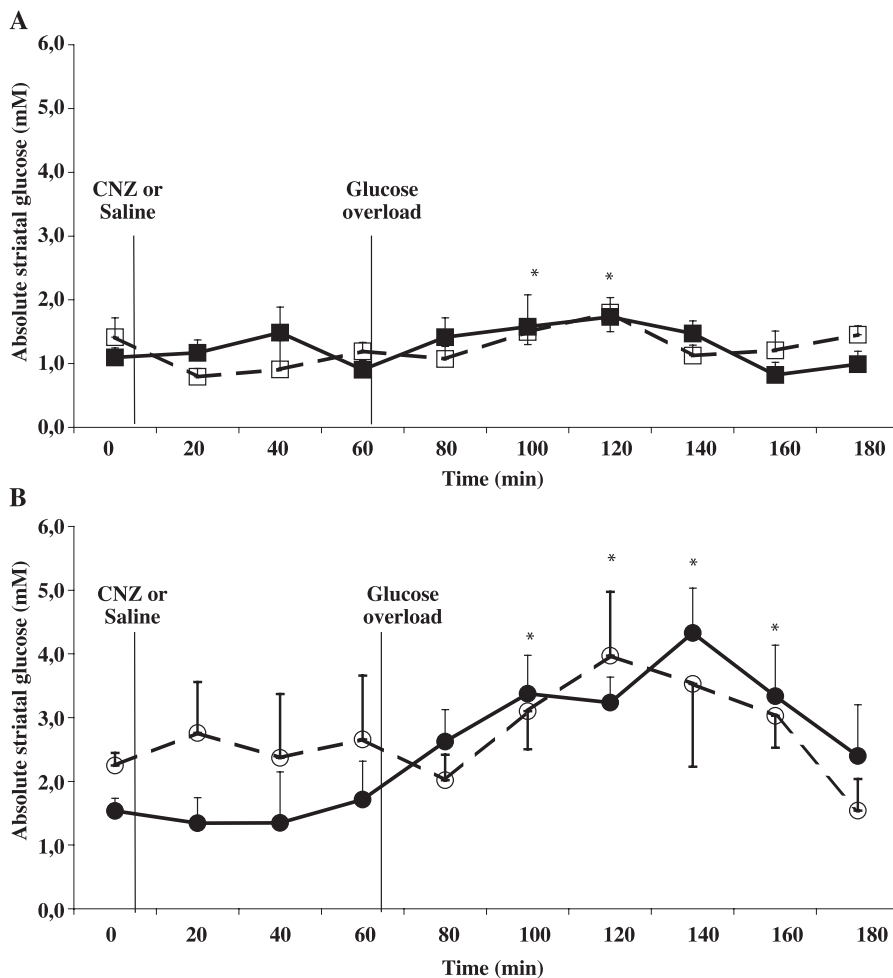 A
Absolute striatal glucose (mM)
6,0
5,0
4,0
3,0
2,0
1,0
0,0
CNZ or
Saline
Glucose
overload
* *
0 20 40 60 80 100 120 140 160 180
Time (min)
B
Absolute striatal glucose (mM)
6,0
5,0
4,0
3,0
2,0
1,0
0,0
CNZ or
Saline
Glucose
overload
* * * *
0 20 40 60 80 100 120 140 160 180
Time (min)